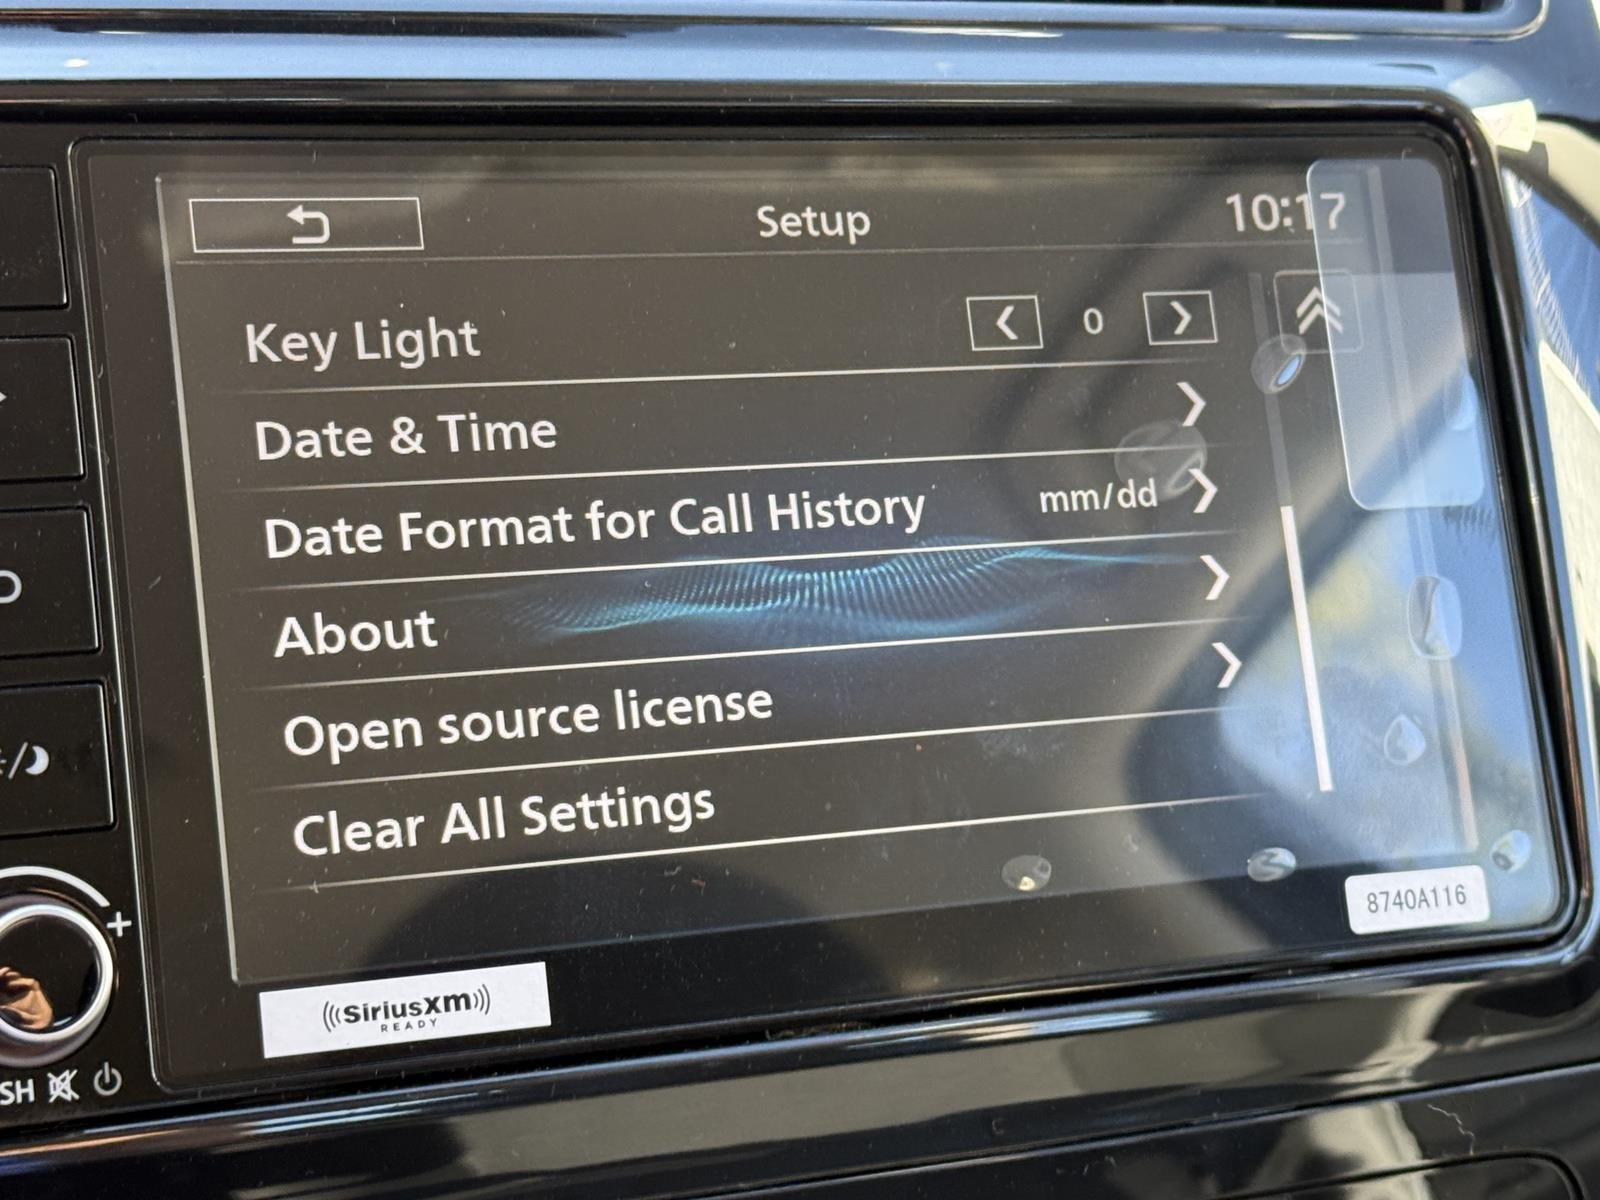 Setup
10:17
Key Light 0
Date & Time
Date Format for Call History mm/dd
About
Open source license
Clear All Settings
8740A116
SiriusXM
READY
+
SH